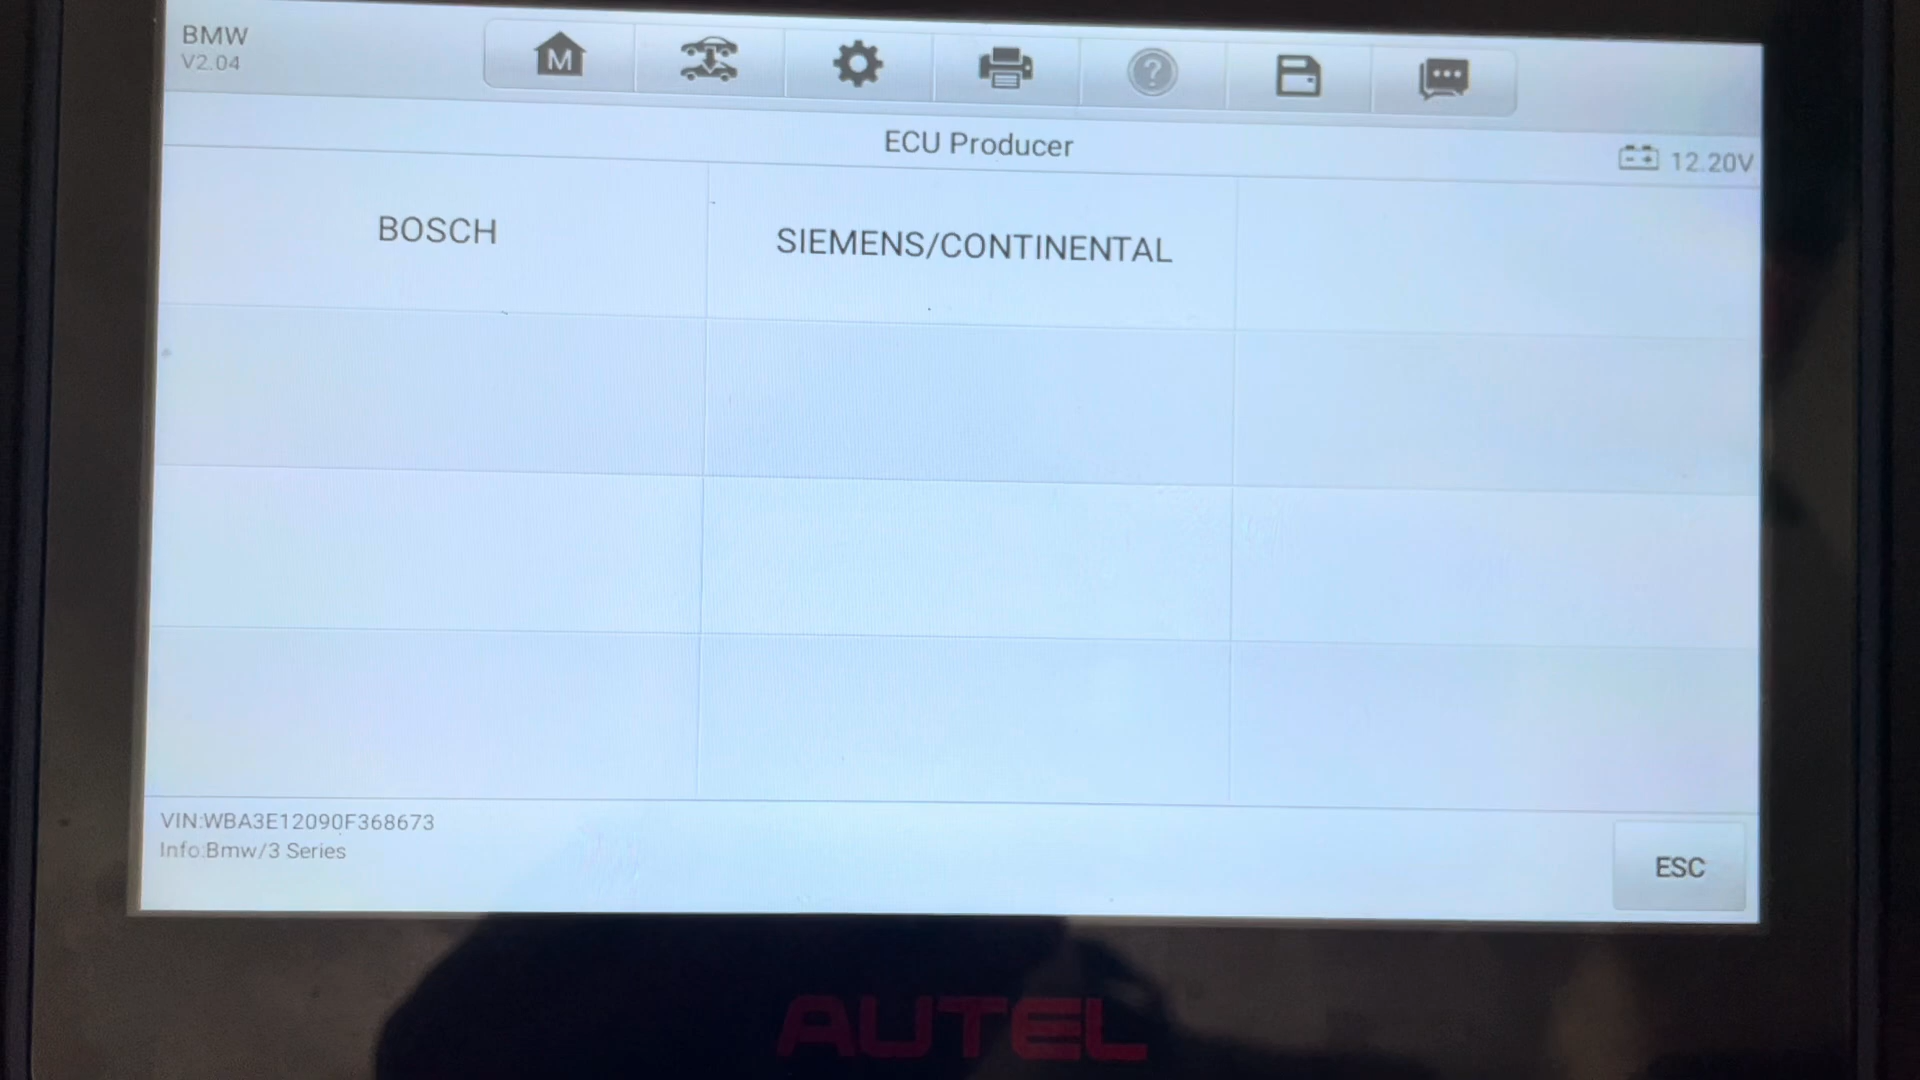 BMW
V2.04
M
?
ECU Producer
12.20V
BOSCH
SIEMENS/CONTINENTAL
VIN:WBA3E12090F368673
Info:Bmw/3 Series
ESC
AUTEL